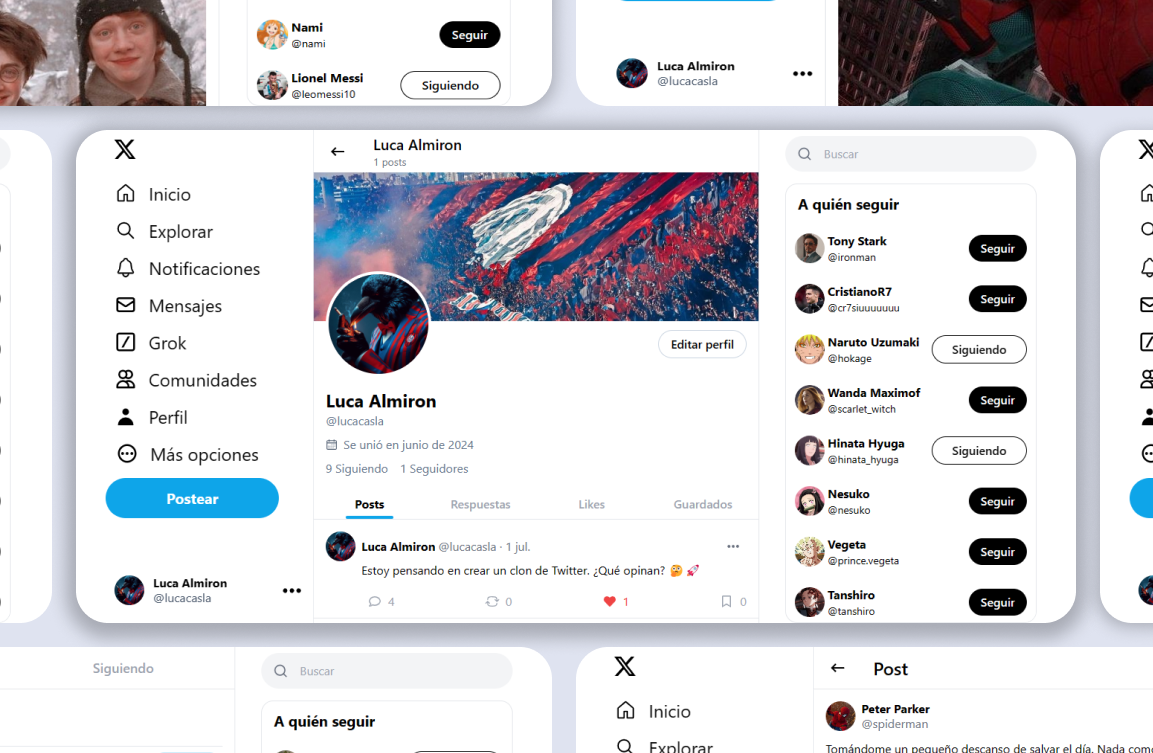 Nami
@nami
Seguir
Lionel Messi
@leomessi10
Siguiendo
Luca Almiron
@lucacasla
Inicio
Explorar
Notificaciones
Mensajes
Grok
Comunidades
Perfil
Más opciones
Postear
Luca Almiron
@lucacasla
Luca Almiron
1 posts
Editar perfil
Luca Almiron
@lucacasla
Se unió en junio de 2024
9 Siguiendo 1 Seguidores
Posts Respuestas Likes Guardados
Luca Almiron @lucacasla · 1 jul.
Estoy pensando en crear un clon de Twitter. ¿Qué opinan? 🤔 🚀
4 0 1 0
Buscar
A quién seguir
Tony Stark
@ironman
Seguir
CristianoR7
@cr7siuuuuuuu
Seguir
Naruto Uzumaki
@hokage
Siguiendo
Wanda Maximof
@scarlet_witch
Seguir
Hinata Hyuga
@hinata_hyuga
Siguiendo
Nesuko
@nesuko
Seguir
Vegeta
@prince.vegeta
Seguir
Tanshiro
@tanshiro
Seguir
Siguiendo
Buscar
A quién seguir
Inicio
Explorar
Post
Peter Parker
@spiderman
Tomándome un pequeño descanso de salvar el día. Nada como